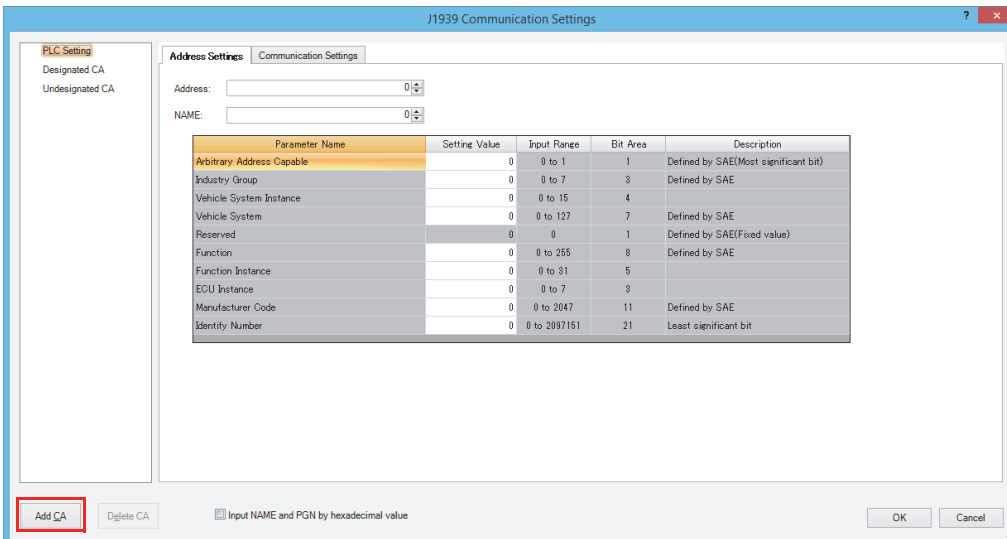 J1939 Communication Settings
? ×
PLC Setting
Designated CA
Undesignated CA
Address Settings Communication Settings
Address: 0
NAME: 0
Parameter Name Setting Value Input Range Bit Area Description
Arbitrary Address Capable 0 0 to 1 1 Defined by SAE(Most significant bit)
Industry Group 0 0 to 7 3 Defined by SAE
Vehicle System Instance 0 0 to 15 4
Vehicle System 0 0 to 127 7 Defined by SAE
Reserved 0 0 1 Defined by SAE(Fixed value)
Function 0 0 to 255 8 Defined by SAE
Function Instance 0 0 to 31 5
ECU Instance 0 0 to 7 3
Manufacturer Code 0 0 to 2047 11 Defined by SAE
Identify Number 0 0 to 2097151 21 Least significant bit
Add CA Delete CA Input NAME and PGN by hexadecimal value OK Cancel